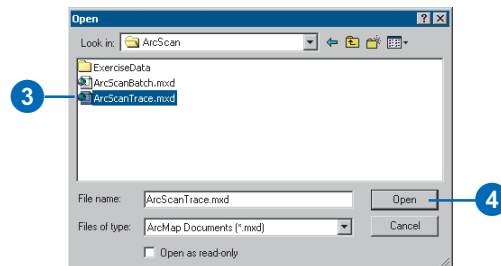 Open
Look in: ArcScan
ExerciseData
ArcScanBatch.mxd
3
ArcScanTrace.mxd
File name: ArcScanTrace.mxd Open
4
Files of type: ArcMap Documents (*.mxd) Cancel
Open as read-only